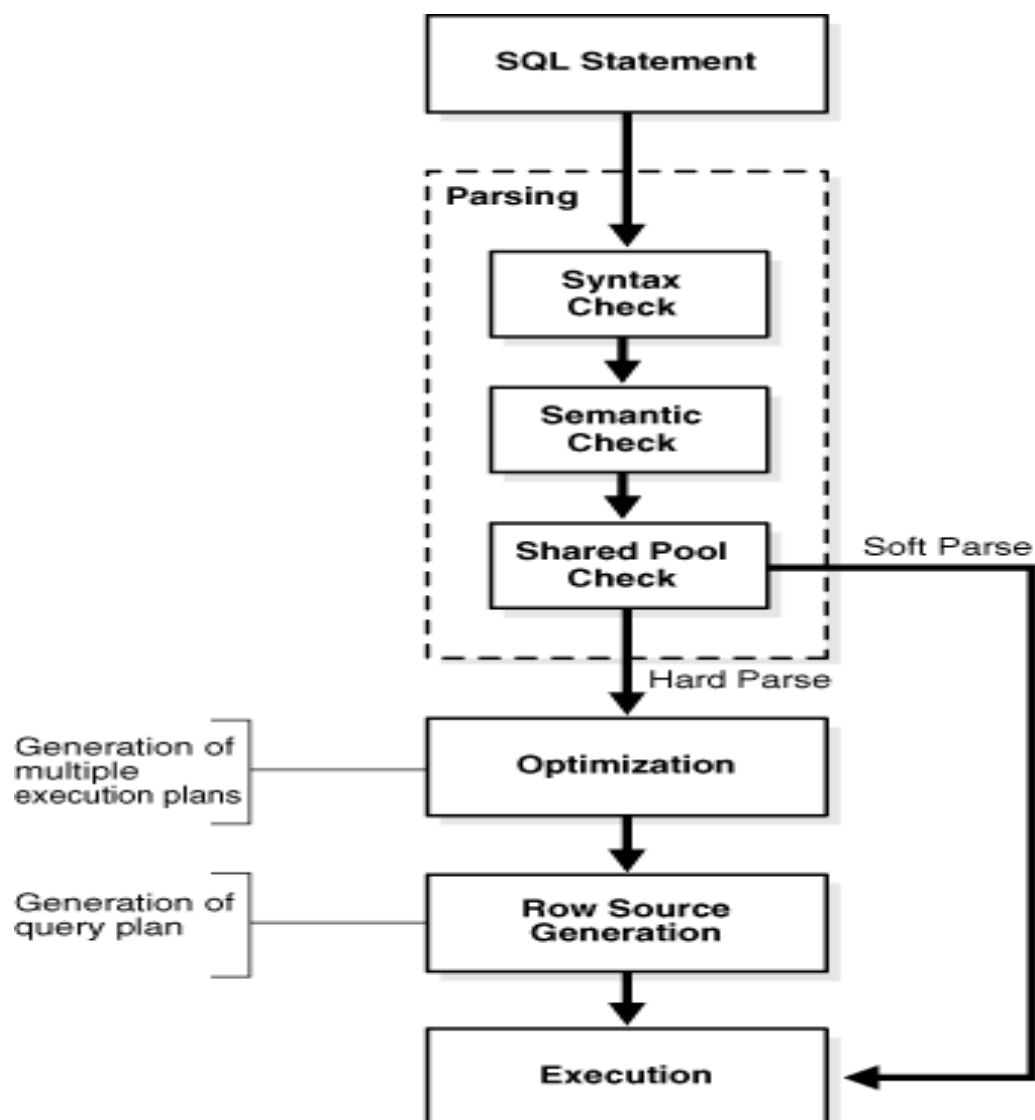 SQL Statement
Parsing
Syntax
Check
Semantic
Check
Shared Pool
Check
Soft Parse
Hard Parse
Generation of
multiple
execution plans
Optimization
Generation of
query plan
Row Source
Generation
Execution